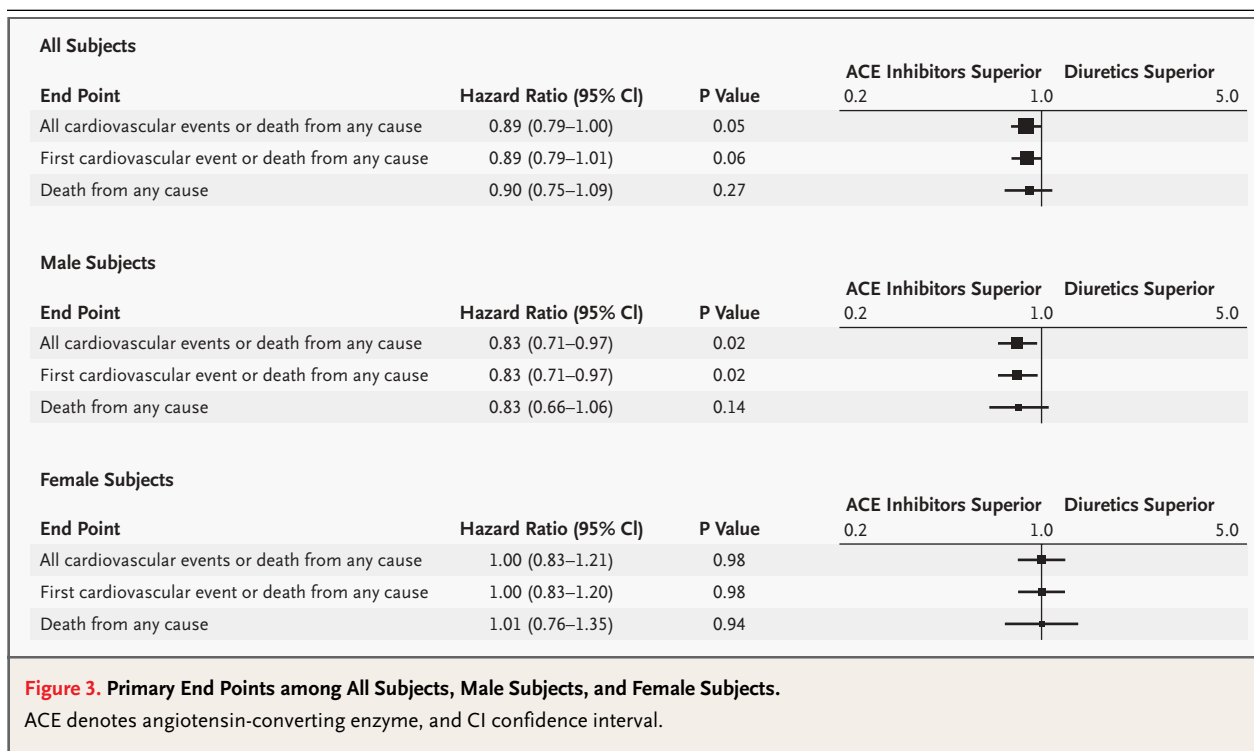 All Subjects
ACE Inhibitors Superior Diuretics Superior
End Point Hazard Ratio (95% CI) P Value 0.2 1.0 5.0
All cardiovascular events or death from any cause 0.89 (0.79–1.00) 0.05
First cardiovascular event or death from any cause 0.89 (0.79–1.01) 0.06
Death from any cause 0.90 (0.75–1.09) 0.27
Male Subjects
ACE Inhibitors Superior Diuretics Superior
End Point Hazard Ratio (95% CI) P Value 0.2 1.0 5.0
All cardiovascular events or death from any cause 0.83 (0.71–0.97) 0.02
First cardiovascular event or death from any cause 0.83 (0.71–0.97) 0.02
Death from any cause 0.83 (0.66–1.06) 0.14
Female Subjects
ACE Inhibitors Superior Diuretics Superior
End Point Hazard Ratio (95% CI) P Value 0.2 1.0 5.0
All cardiovascular events or death from any cause 1.00 (0.83–1.21) 0.98
First cardiovascular event or death from any cause 1.00 (0.83–1.20) 0.98
Death from any cause 1.01 (0.76–1.35) 0.94
Figure 3. Primary End Points among All Subjects, Male Subjects, and Female Subjects.
ACE denotes angiotensin-converting enzyme, and CI confidence interval.